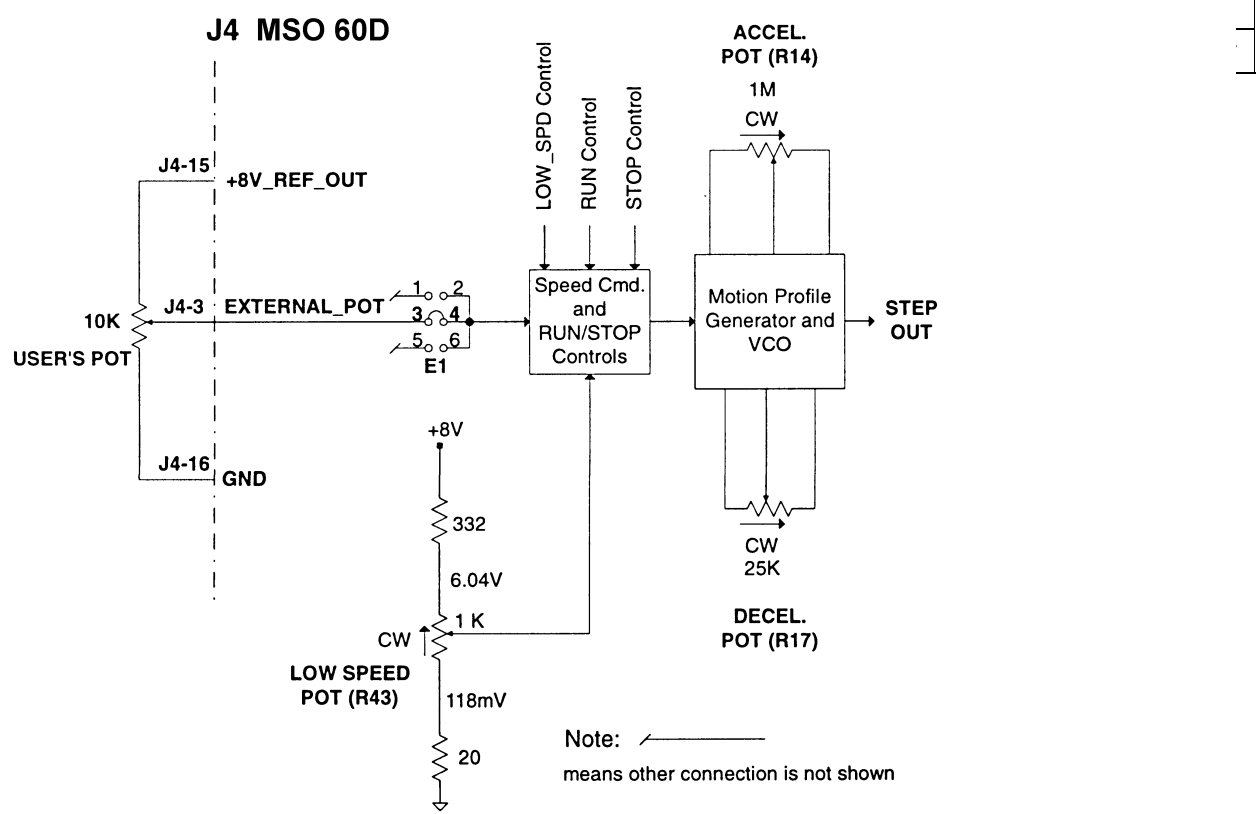 J4 MSO 60D
ACCEL.
POT (R14)
1M
CW
LOW_SPD Control
RUN Control
STOP Control
J4-15
+8V_REF_OUT
J4-3
EXTERNAL_POT
10K
USER'S POT
1 2
3 4
5 6
E1
Speed Cmd.
and
RUN/STOP
Controls
Motion Profile
Generator and
VCO
STEP
OUT
J4-16
GND
+8V
332
6.04V
1 K
CW
LOW SPEED
POT (R43)
118mV
20
CW
25K
DECEL.
POT (R17)
Note:
means other connection is not shown